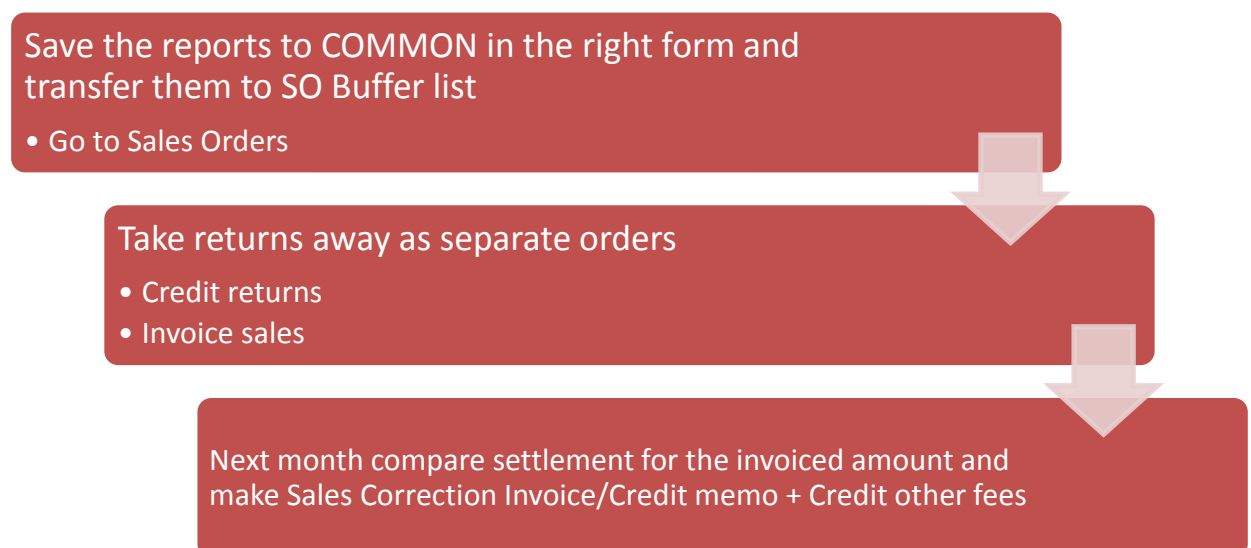 Save the reports to COMMON in the right form and
transfer them to SO Buffer list
• Go to Sales Orders
Take returns away as separate orders
• Credit returns
• Invoice sales
Next month compare settlement for the invoiced amount and
make Sales Correction Invoice/Credit memo + Credit other fees